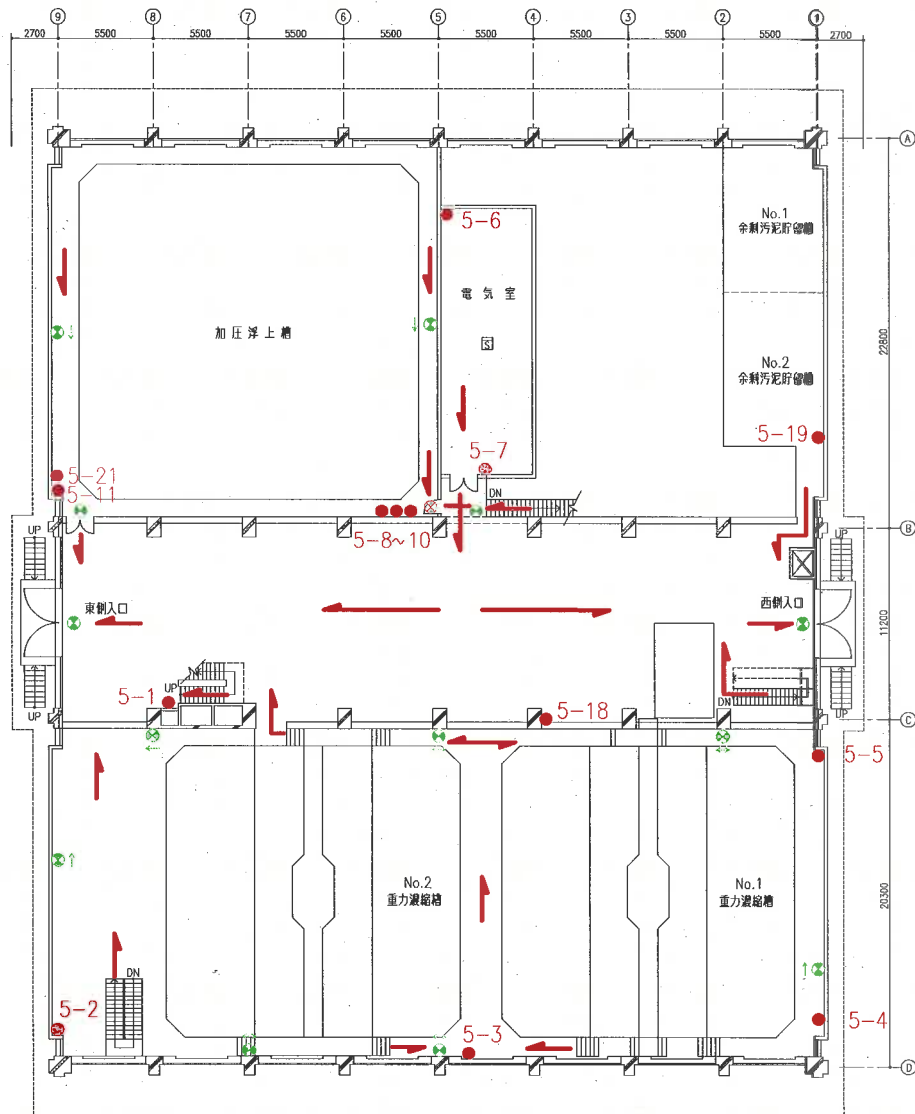 ⑨ ⑧ ⑦ ⑥ ⑤ ④ ③ ② ①
2700 5500 5500 5500 5500 5500 5500 5500 5500 2700
A
5-6
No.1
余剰汚泥貯留槽
電気室
加圧浮上槽
S
22800
No.2
余剰汚泥貯留槽
5-19
5-7
5-21
5-11
DN
5-8~10
UP
UP
B
東側入口
西側入口
11200
5-1
UP
DN
UP
UP
5-18
C
5-5
No.2
重力濃縮槽
No.1
重力濃縮槽
20300
DN
5-2
5-3
5-4
D